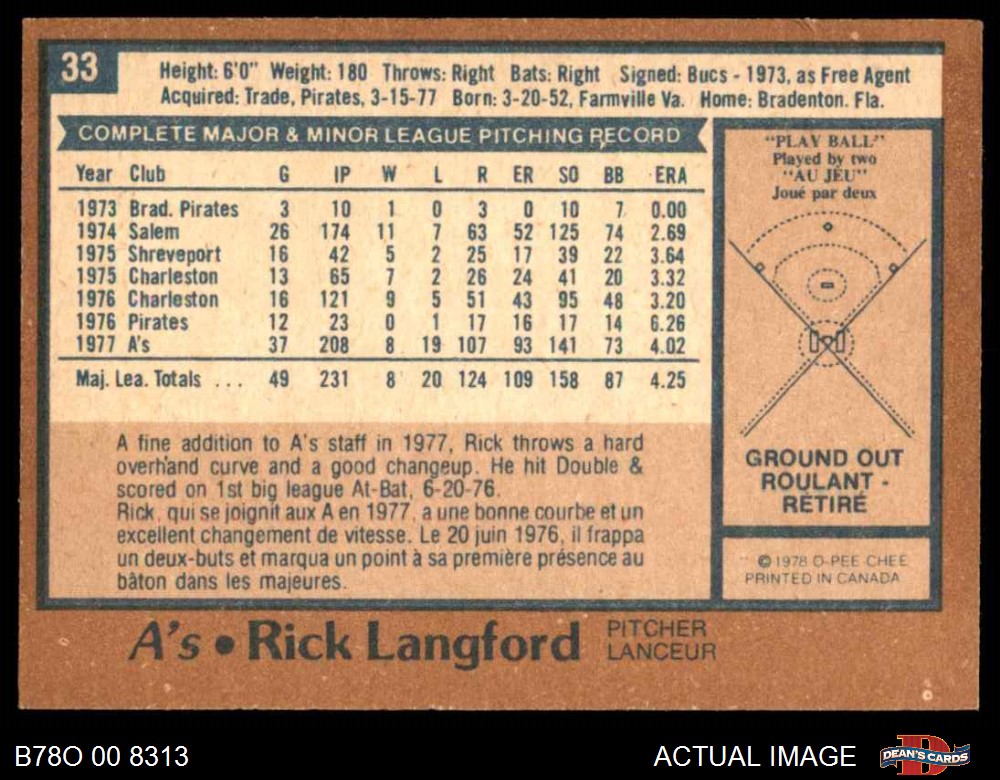 33
Height: 6'0" Weight: 180 Throws: Right Bats: Right Signed: Bucs - 1973, as Free Agent
Acquired: Trade, Pirates, 3-15-77 Born: 3-20-52, Farmville Va. Home: Bradenton. Fla.
COMPLETE MAJOR & MINOR LEAGUE PITCHING RECORD
Year Club G IP W L R ER SO BB ERA
1973 Brad. Pirates 3 10 1 0 3 0 10 7 0.00
1974 Salem 26 174 11 7 63 52 125 74 2.69
1975 Shreveport 16 42 5 2 25 17 39 22 3.64
1975 Charleston 13 65 7 2 26 24 41 20 3.32
1976 Charleston 16 121 9 5 51 43 95 48 3.20
1976 Pirates 12 23 0 1 17 16 17 14 6.26
1977 A's 37 208 8 19 107 93 141 73 4.02
Maj. Lea. Totals ... 49 231 8 20 124 109 158 87 4.25
A fine addition to A's staff in 1977, Rick throws a hard
overhand curve and a good changeup. He hit Double &
scored on 1st big league At-Bat, 6-20-76.
Rick, qui se joignit aux A en 1977, a une bonne courbe et un
excellent changement de vitesse. Le 20 juin 1976, il frappa
un deux-buts et marqua un point à sa première présence au
bâton dans les majeures.
"PLAY BALL"
Played by two
"AU JEU"
Joué par deux
GROUND OUT
ROULANT -
RETIRÉ
© 1978 O-PEE-CHEE
PRINTED IN CANADA
A's • Rick Langford
PITCHER
LANCEUR
B78O 00 8313
ACTUAL IMAGE
DEAN'S CARDS